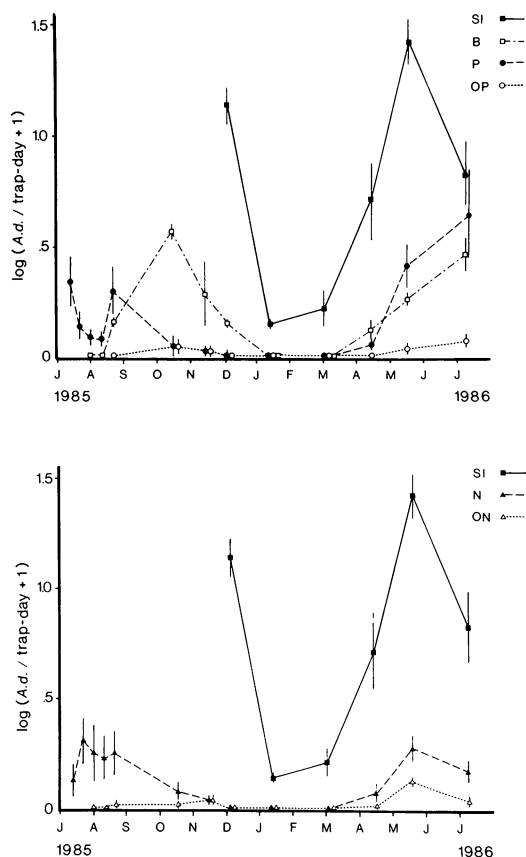 SI
B
P
OP
log (A.d. / trap-day + 1)
1.5
1.0
.5
0
J A S O N D J F M A M J J
1985 1986
SI
N
ON
log (A.d. / trap-day + 1)
1.5
1.0
.5
0
J A S O N D J F M A M J J
1985 1986